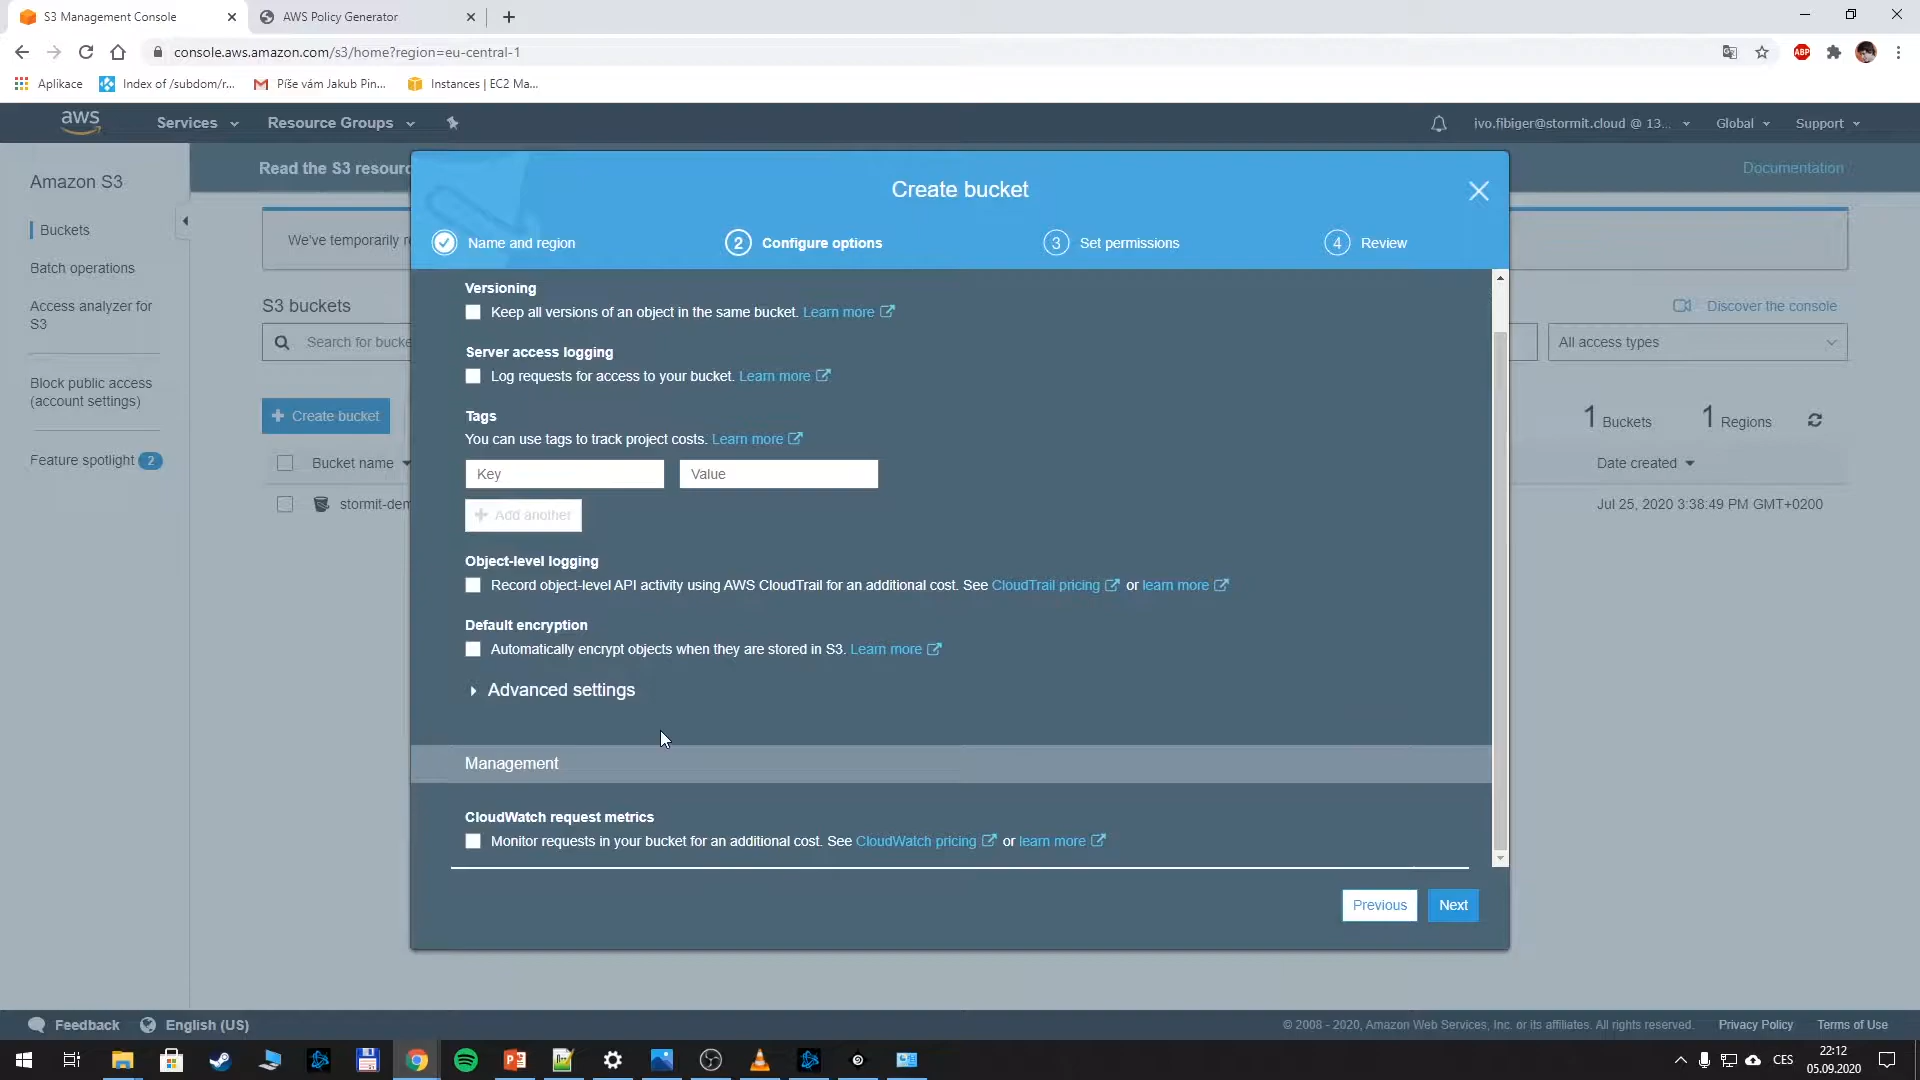 S3 Management Console
AWS Policy Generator
console.aws.amazon.com/s3/home?region=eu-central-1
ABP
Aplikace
Index of /subdom/r...
Píše vám Jakub Pin...
Instances | EC2 Ma...
aws
Services
Resource Groups
ivo.fibiger@stormit.cloud @ 13...
Global
Support
Amazon S3
Read the S3 resourc
Documentation
Create bucket
Name and region
2 Configure options
3 Set permissions
4 Review
Buckets
Batch operations
Access analyzer for
S3
Block public access
(account settings)
Feature spotlight 2
We've temporarily r
S3 buckets
Discover the console
Search for bucke
All access types
+ Create bucket
1 Buckets
1 Regions
Bucket name
Date created
stormit-dem
Jul 25, 2020 3:38:49 PM GMT+0200
Versioning
Keep all versions of an object in the same bucket. Learn more
Server access logging
Log requests for access to your bucket. Learn more
Tags
You can use tags to track project costs. Learn more
Key
Value
+ Add another
Object-level logging
Record object-level API activity using AWS CloudTrail for an additional cost. See CloudTrail pricing or learn more
Default encryption
Automatically encrypt objects when they are stored in S3. Learn more
Advanced settings
Management
CloudWatch request metrics
Monitor requests in your bucket for an additional cost. See CloudWatch pricing or learn more
Previous
Next
Feedback
English (US)
© 2008 - 2020, Amazon Web Services, Inc. or its affiliates. All rights reserved.
Privacy Policy
Terms of Use
CES
22:12
05.09.2020